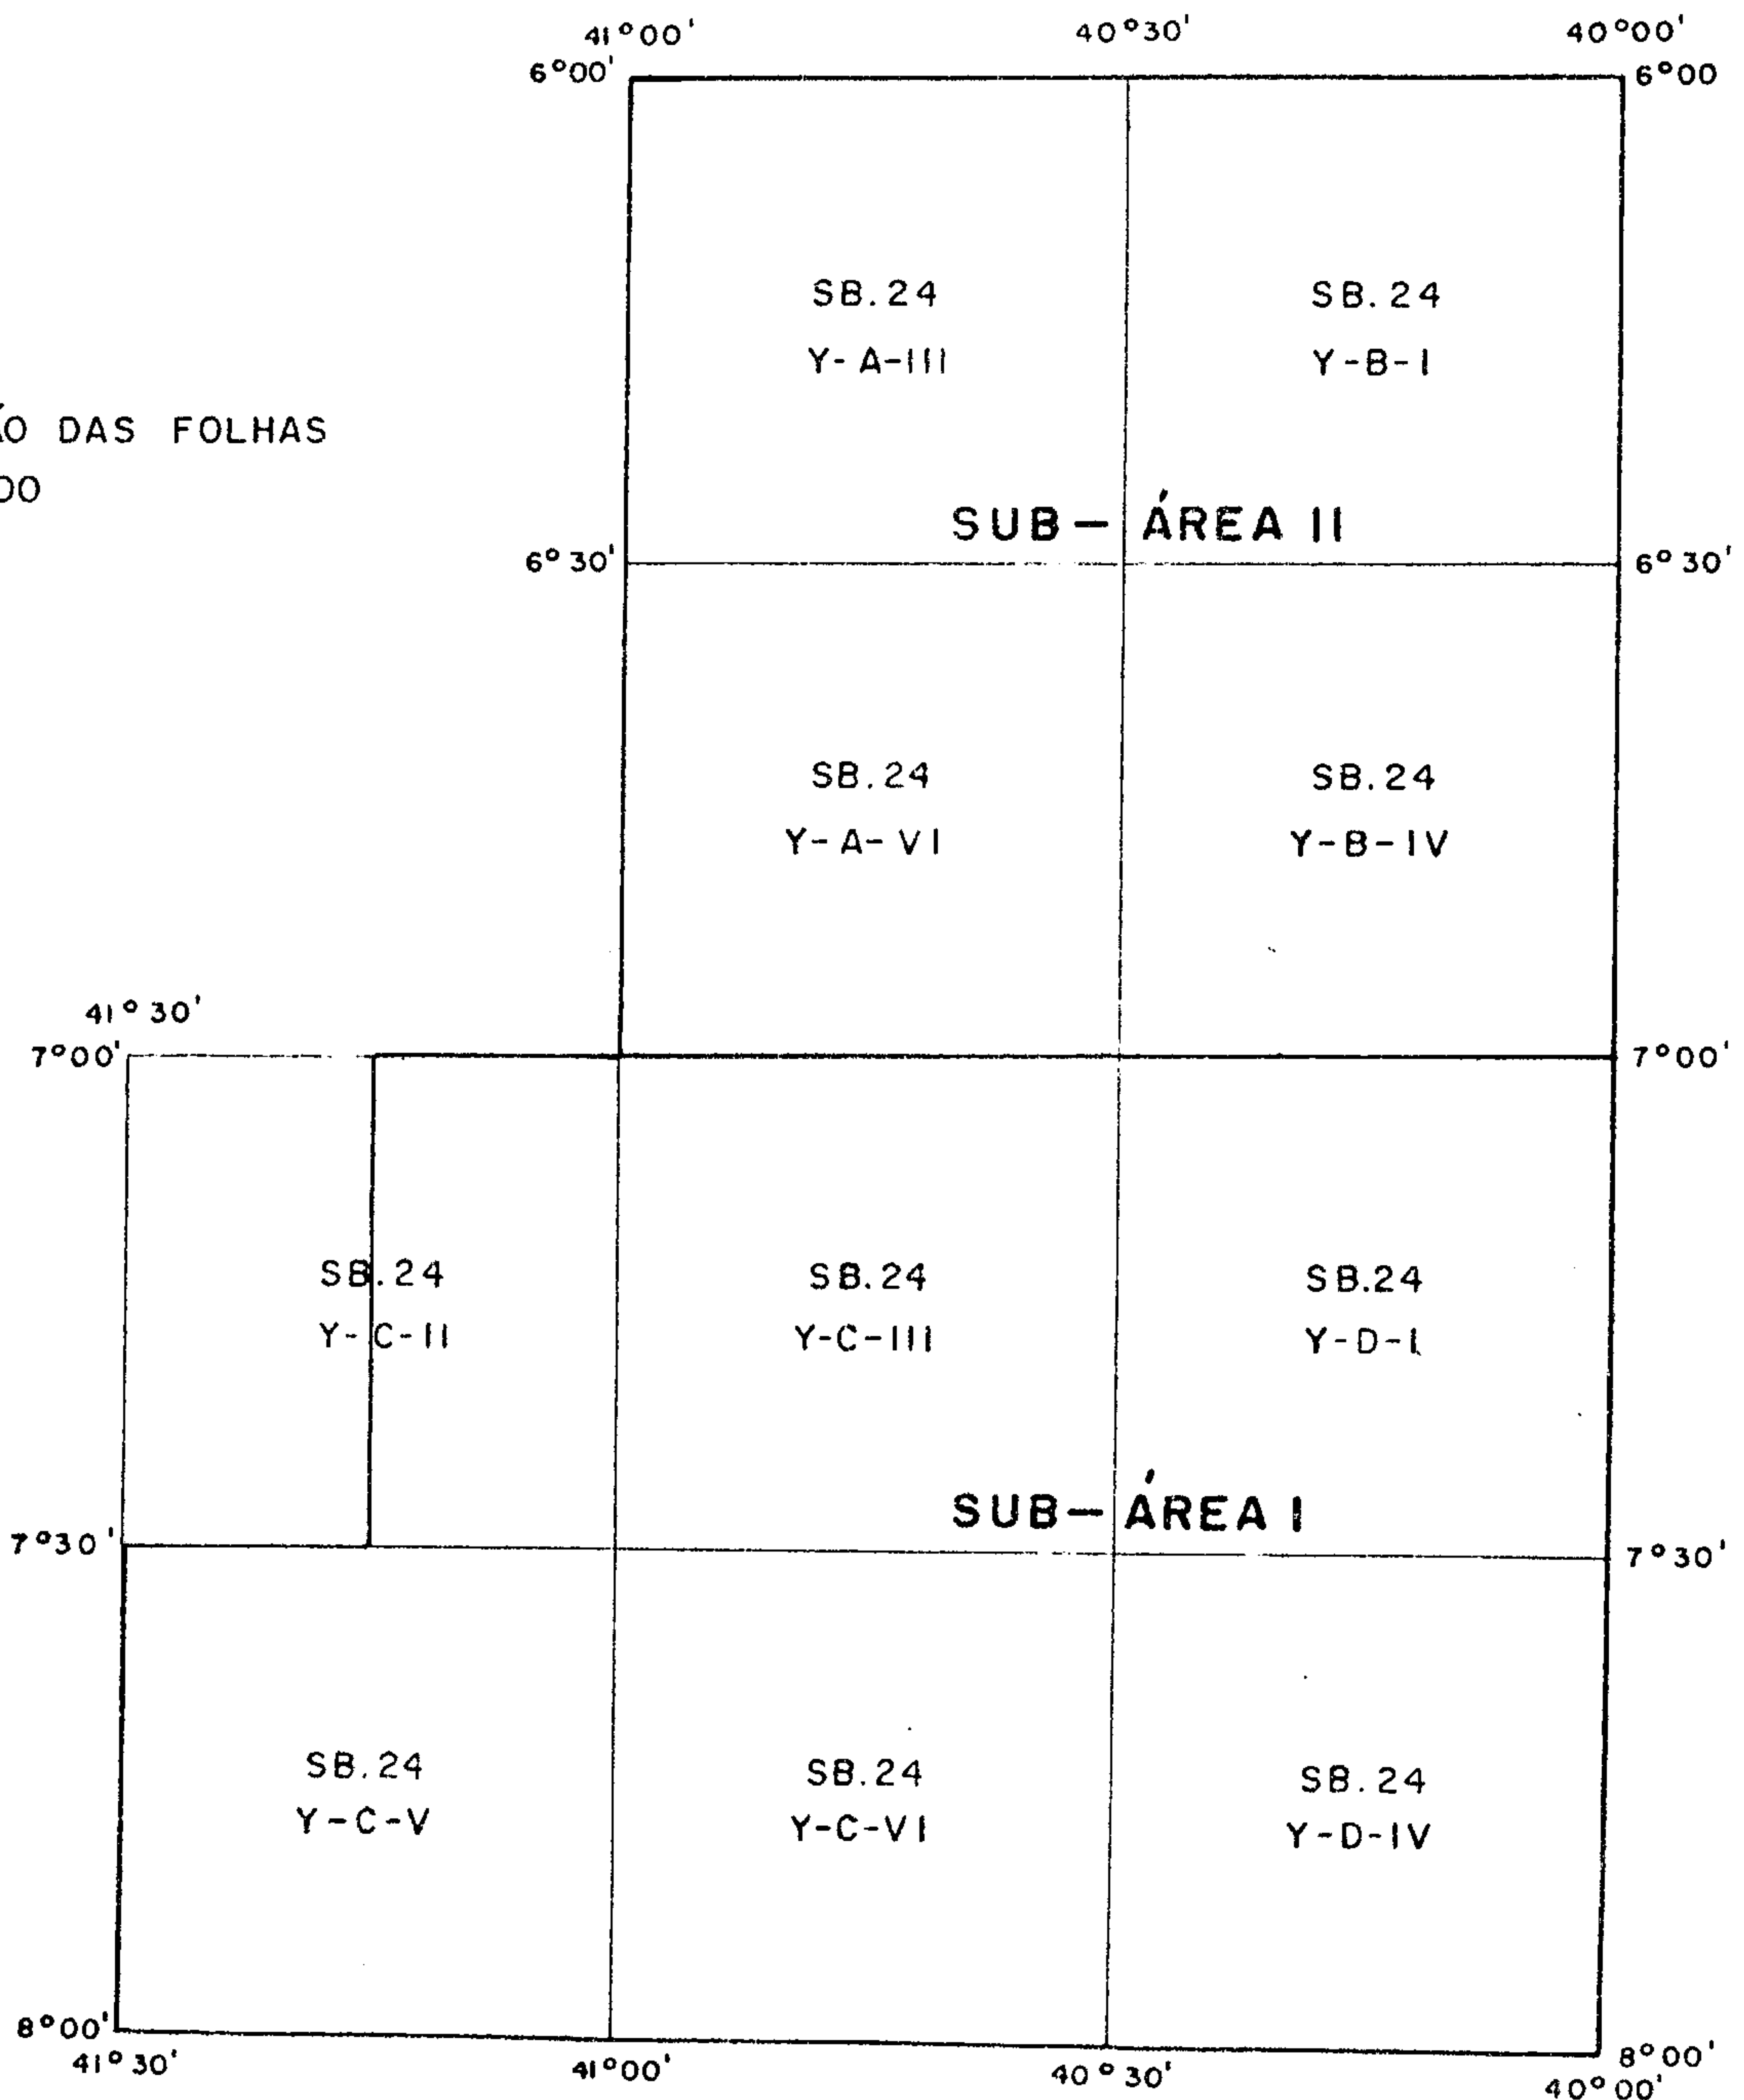 41°00' 40°30' 40°00'
6°00' 6°00
SB.24 SB.24
Y-A-III Y-B-I
DAS FOLHAS
SUB-ÁREA II
6°30' 6°30'
SB.24 SB.24
Y-A-VI Y-B-IV
41°30'
7°00' 7°00'
SB.24 SB.24 SB.24
Y-C-II Y-C-III Y-D-I
SUB-ÁREA I
7°30' 7°30'
SB.24 SB.24 SB.24
Y-C-V Y-C-VI Y-D-IV
8°00' 8°00'
41°30' 41°00' 40°30' 40°00'